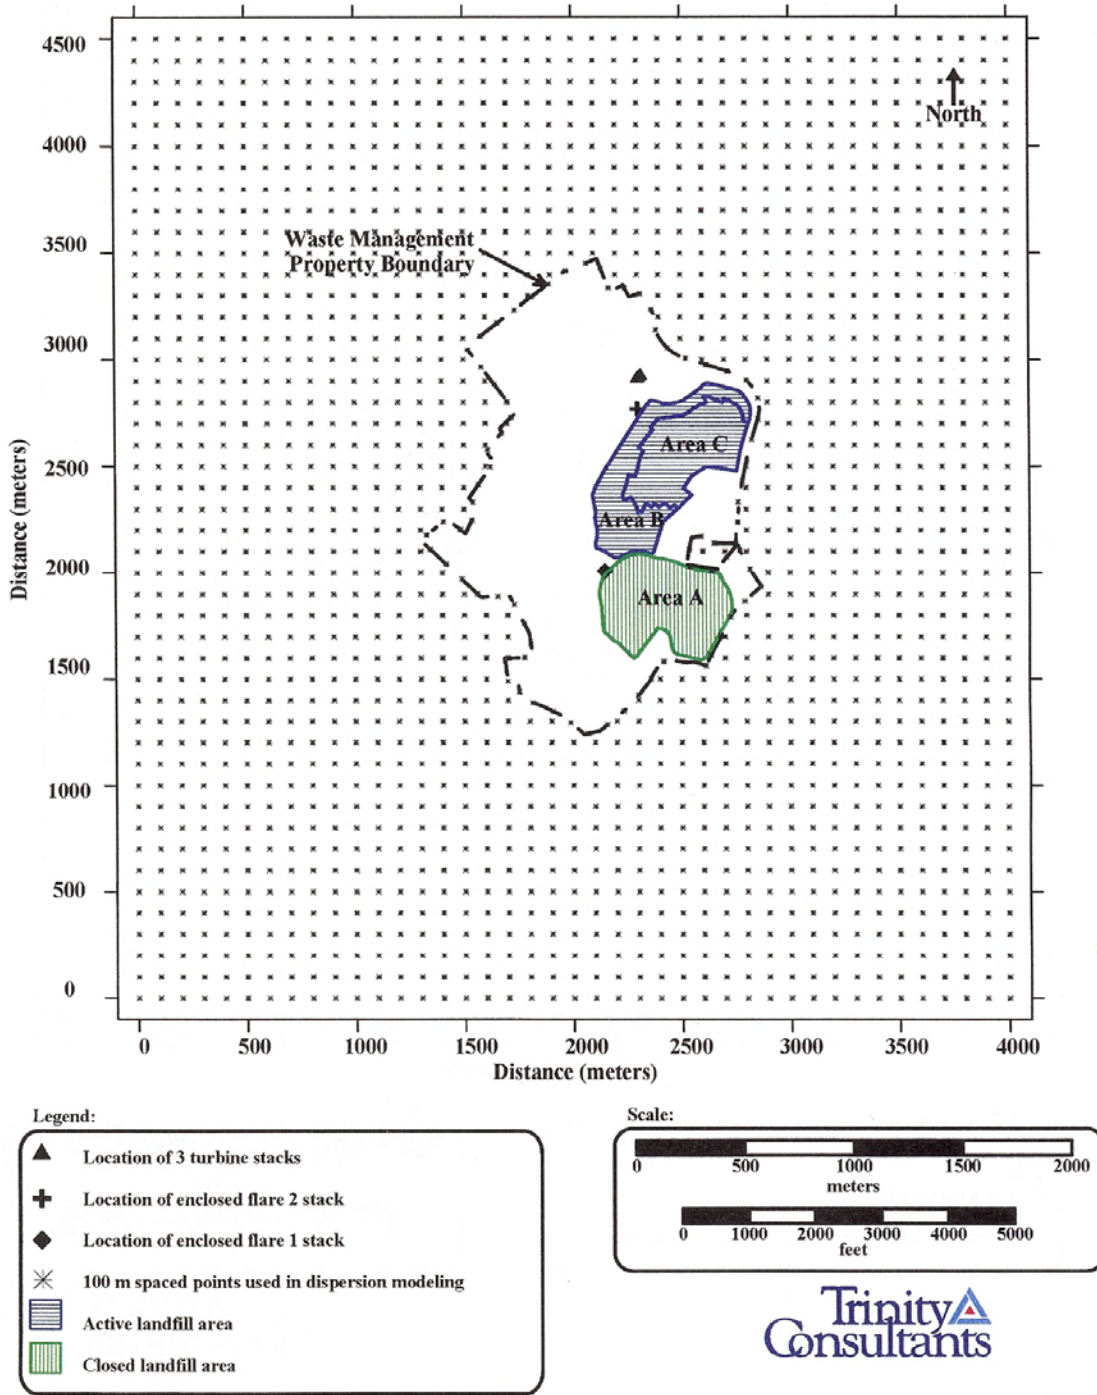 4500
North
4000
3500
Waste Management
Property Boundary
3000
Area C
2500
Area B
2000
Area A
1500
1000
500
0
Distance (meters)
0 500 1000 1500 2000 2500 3000 3500 4000
Distance (meters)
Legend:
Location of 3 turbine stacks
Location of enclosed flare 2 stack
Location of enclosed flare 1 stack
100 m spaced points used in dispersion modeling
Active landfill area
Closed landfill area
Scale:
0 500 1000 1500 2000
meters
0 1000 2000 3000 4000 5000
feet
Trinity
Consultants